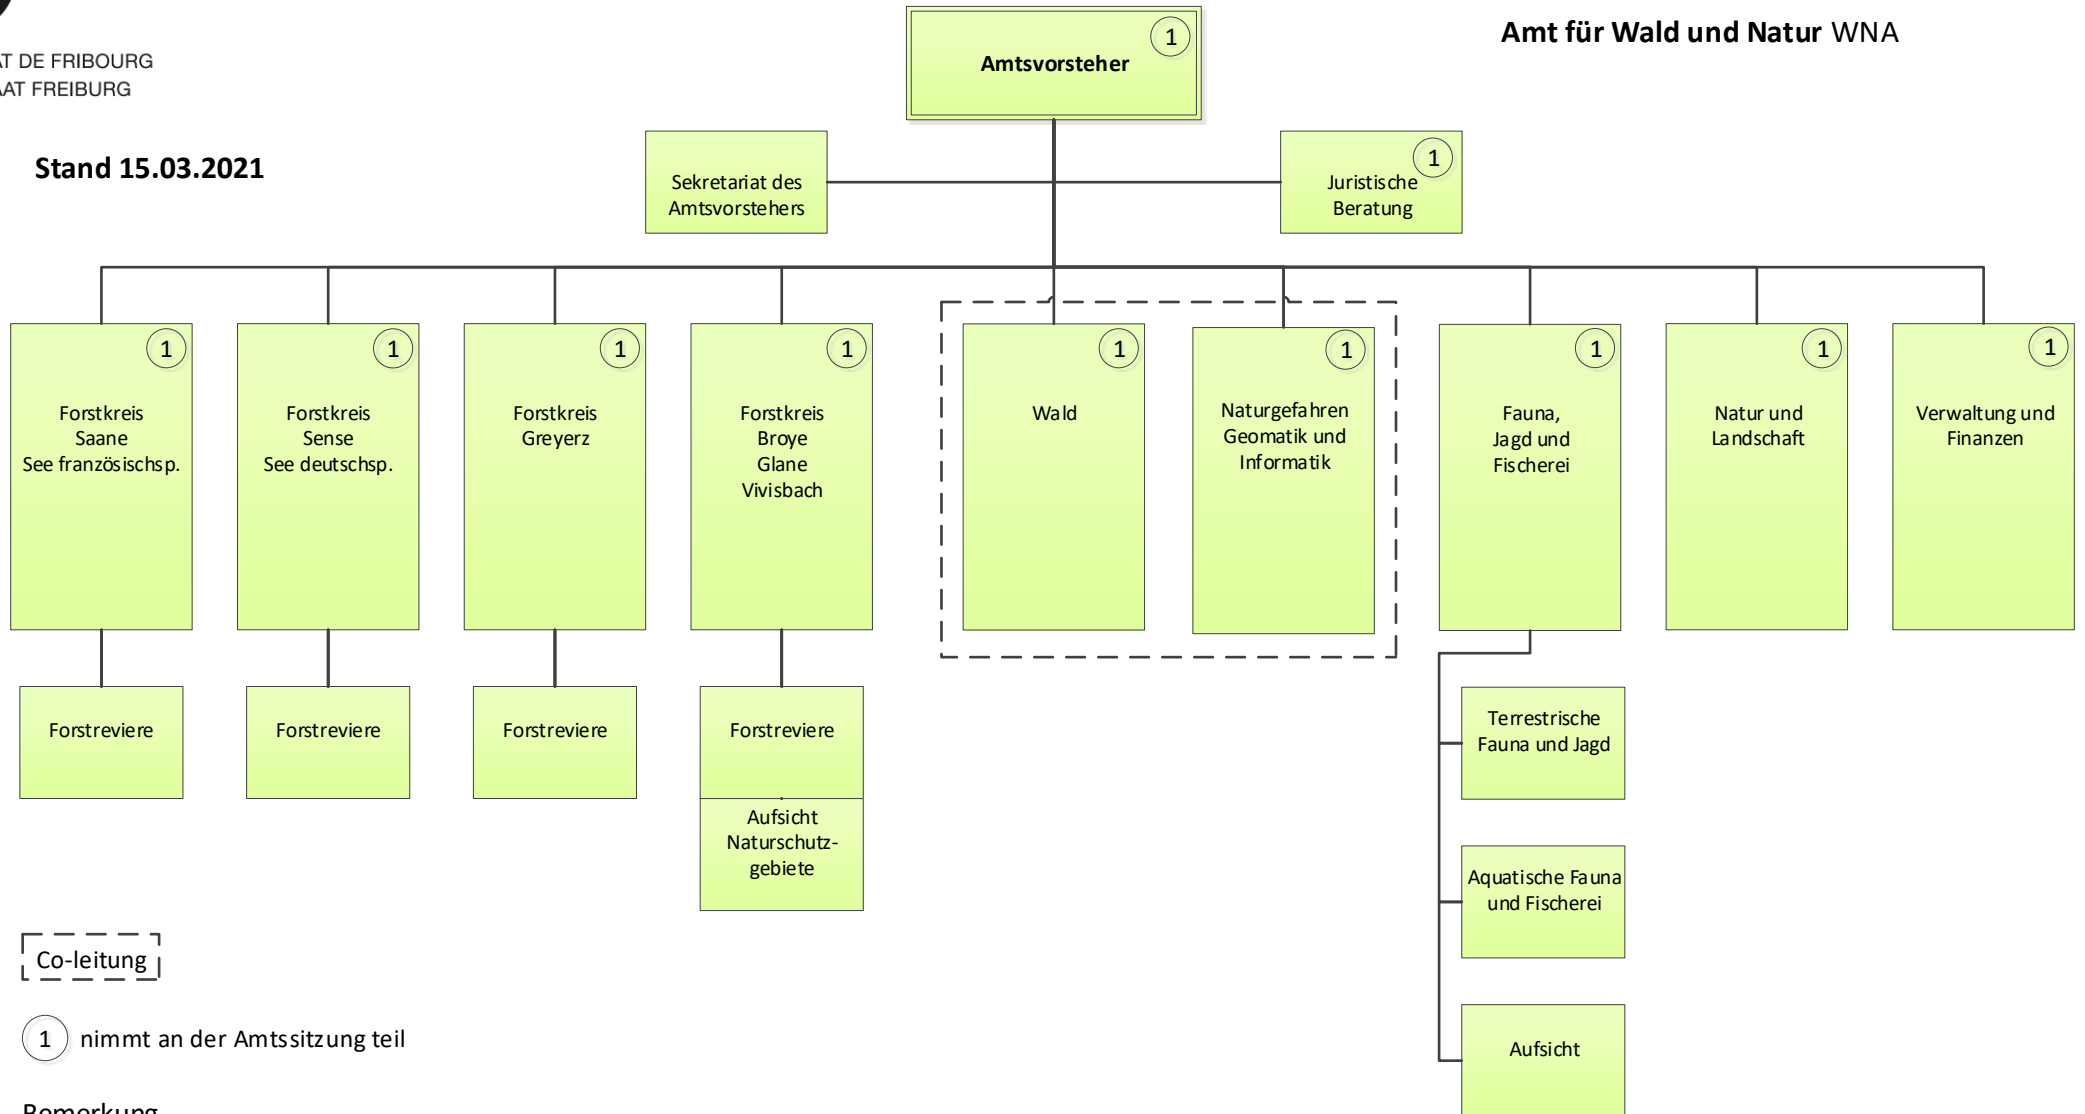 AT DE FRIBOURG
AAT FREIBURG
Amt für Wald und Natur WNA
Stand 15.03.2021
1
Amtsvorsteher
Sekretariat des
Amtsvorstehers
1
Juristische
Beratung
1
Forstkreis
Saane
See französischsp.
1
Forstkreis
Sense
See deutschsp.
1
Forstkreis
Greyerz
1
Forstkreis
Broye
Glane
Vivisbach
1
Wald
1
Naturgefahren
Geomatik und
Informatik
1
Fauna,
Jagd und
Fischerei
1
Natur und
Landschaft
1
Verwaltung und
Finanzen
Forstreviere
Forstreviere
Forstreviere
Forstreviere
Aufsicht
Naturschutz-
gebiete
Terrestrische
Fauna und Jagd
Aquatische Fauna
und Fischerei
Aufsicht
Co-leitung
1 nimmt an der Amtssitzung teil
Bemerkung